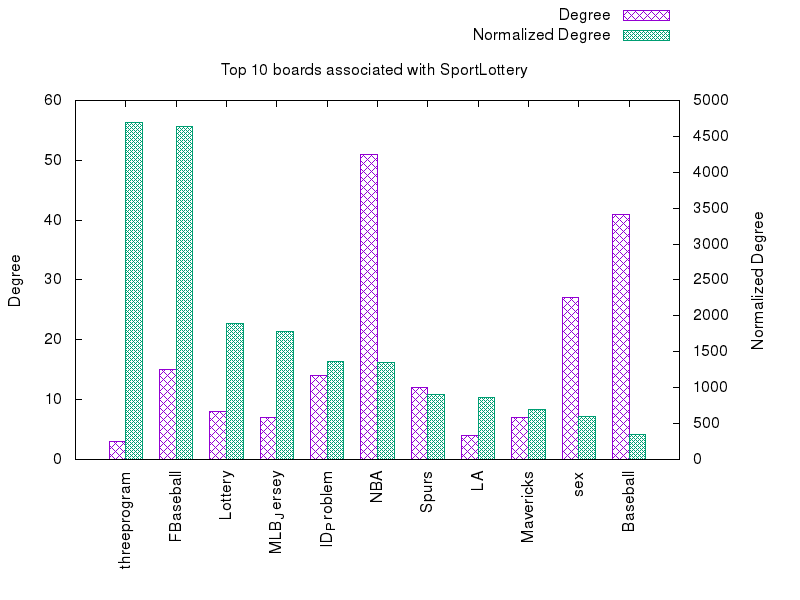 Degree
Normalized Degree
Top 10 boards associated with SportLottery
60
50
40
30
20
10
0
Degree
5000
4500
4000
3500
3000
2500
2000
1500
1000
500
0
Normalized Degree
threeprogram
FBaseball
Lottery
MLBJersey
IDProblem
NBA
Spurs
LA
Mavericks
sex
Baseball